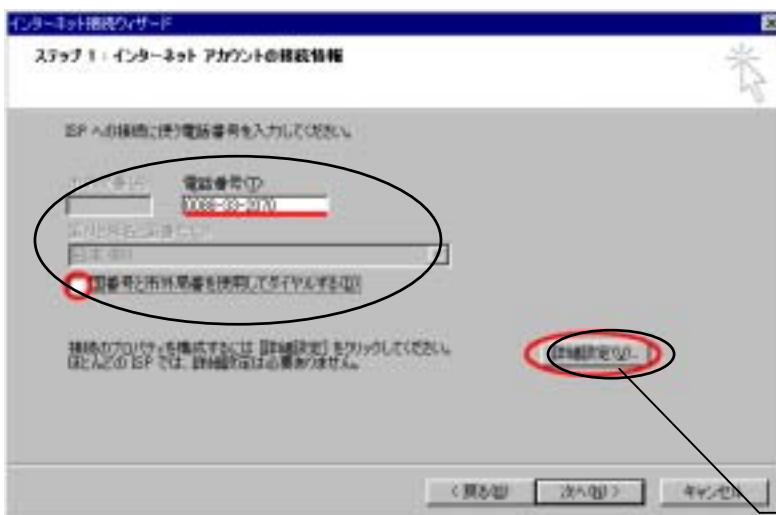 インターネット接続ウィザード
ステップ 1 : インターネット アカウントの接続情報
ISP への接続に使う電話番号を入力してください。
電話番号(T):
0088-33-2070
国番号と市外局番を使用してダイヤルする(U)
接続のプロパティを構成するには [詳細設定] をクリックしてください。
ほとんどの ISP では、詳細設定は必要ありません。
詳細設定(V)...
< 戻る(B)
次へ(N) >
キャンセル